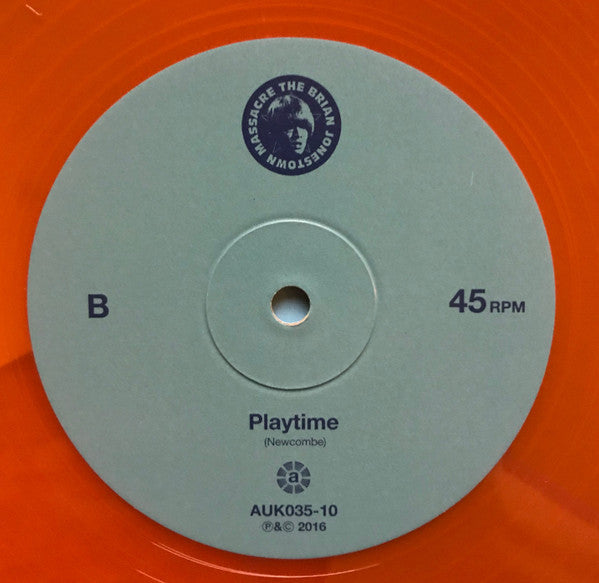 THE BRIAN JONESTOWN MASSACRE
B
45 RPM
Playtime
(Newcombe)
a
AUK035-10
℗&© 2016